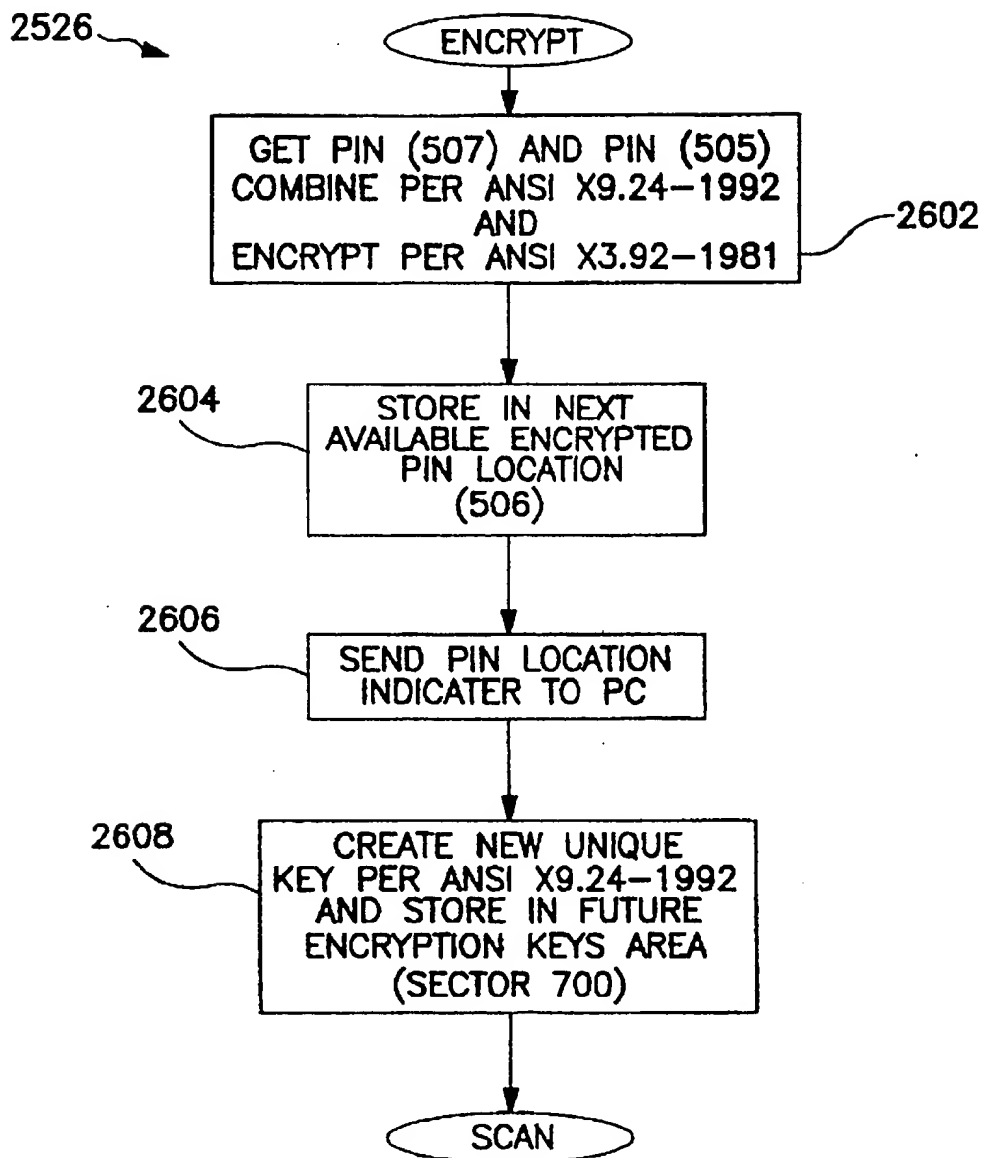 2526
ENCRYPT
GET PIN (507) AND PIN (505)
COMBINE PER ANSI X9.24-1992
AND
ENCRYPT PER ANSI X3.92-1981
2602
2604
STORE IN NEXT
AVAILABLE ENCRYPTED
PIN LOCATION
(506)
2606
SEND PIN LOCATION
INDICATER TO PC
2608
CREATE NEW UNIQUE
KEY PER ANSI X9.24-1992
AND STORE IN FUTURE
ENCRYPTION KEYS AREA
(SECTOR 700)
SCAN